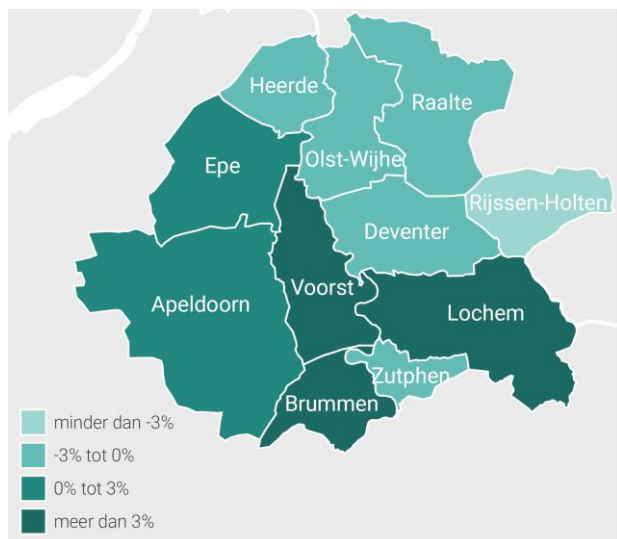 Heerde
Raalte
Epe
Olst-Wijhe
Rijssen-Holten
Deventer
Voorst
Apeldoorn
Lochem
Zutphen
Brummen
minder dan -3%
-3% tot 0%
0% tot 3%
meer dan 3%